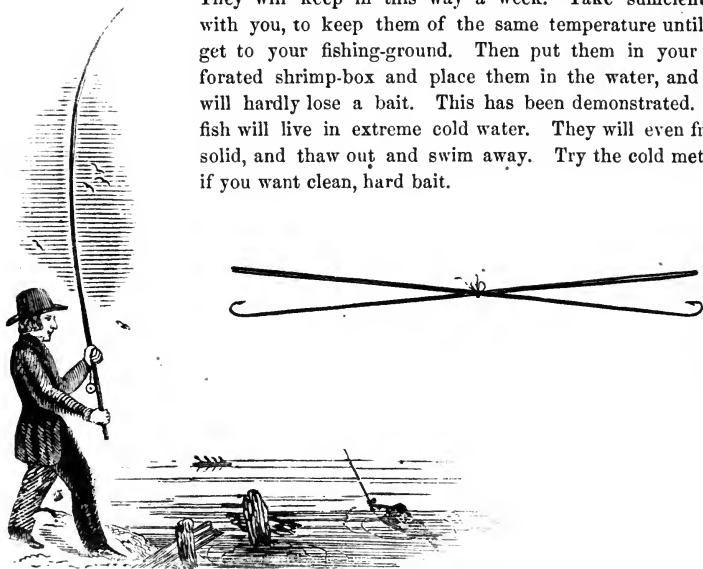 They will keep in this way a week. Take sufficient
with you, to keep them of the same temperature until
get to your fishing-ground. Then put them in your
forated shrimp-box and place them in the water, and
will hardly lose a bait. This has been demonstrated.
fish will live in extreme cold water. They will even fr
solid, and thaw out and swim away. Try the cold met
if you want clean, hard bait.